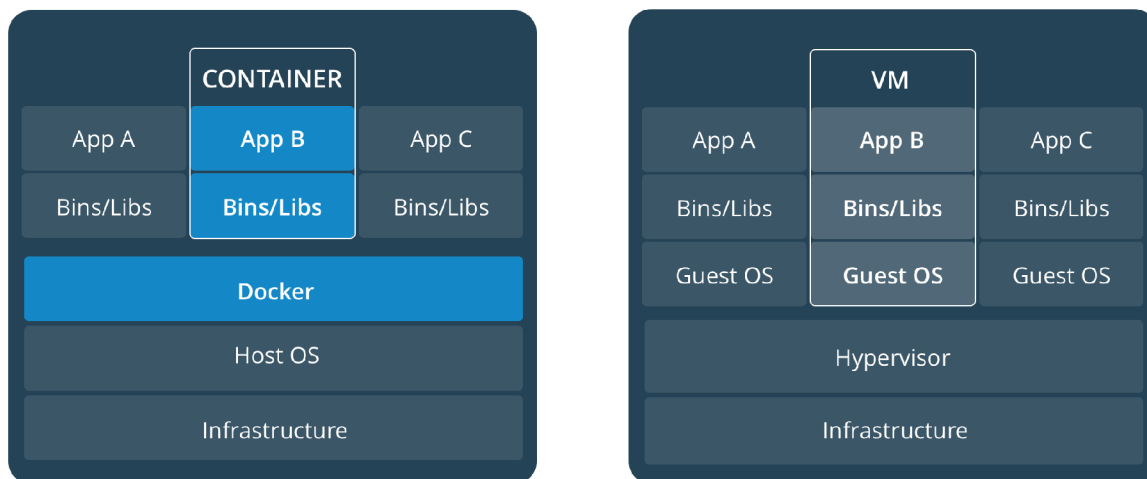 CONTAINER
App A
App B
App C
Bins/Libs
Bins/Libs
Bins/Libs
Docker
Host OS
Infrastructure
VM
App A
App B
App C
Bins/Libs
Bins/Libs
Bins/Libs
Guest OS
Guest OS
Guest OS
Hypervisor
Infrastructure